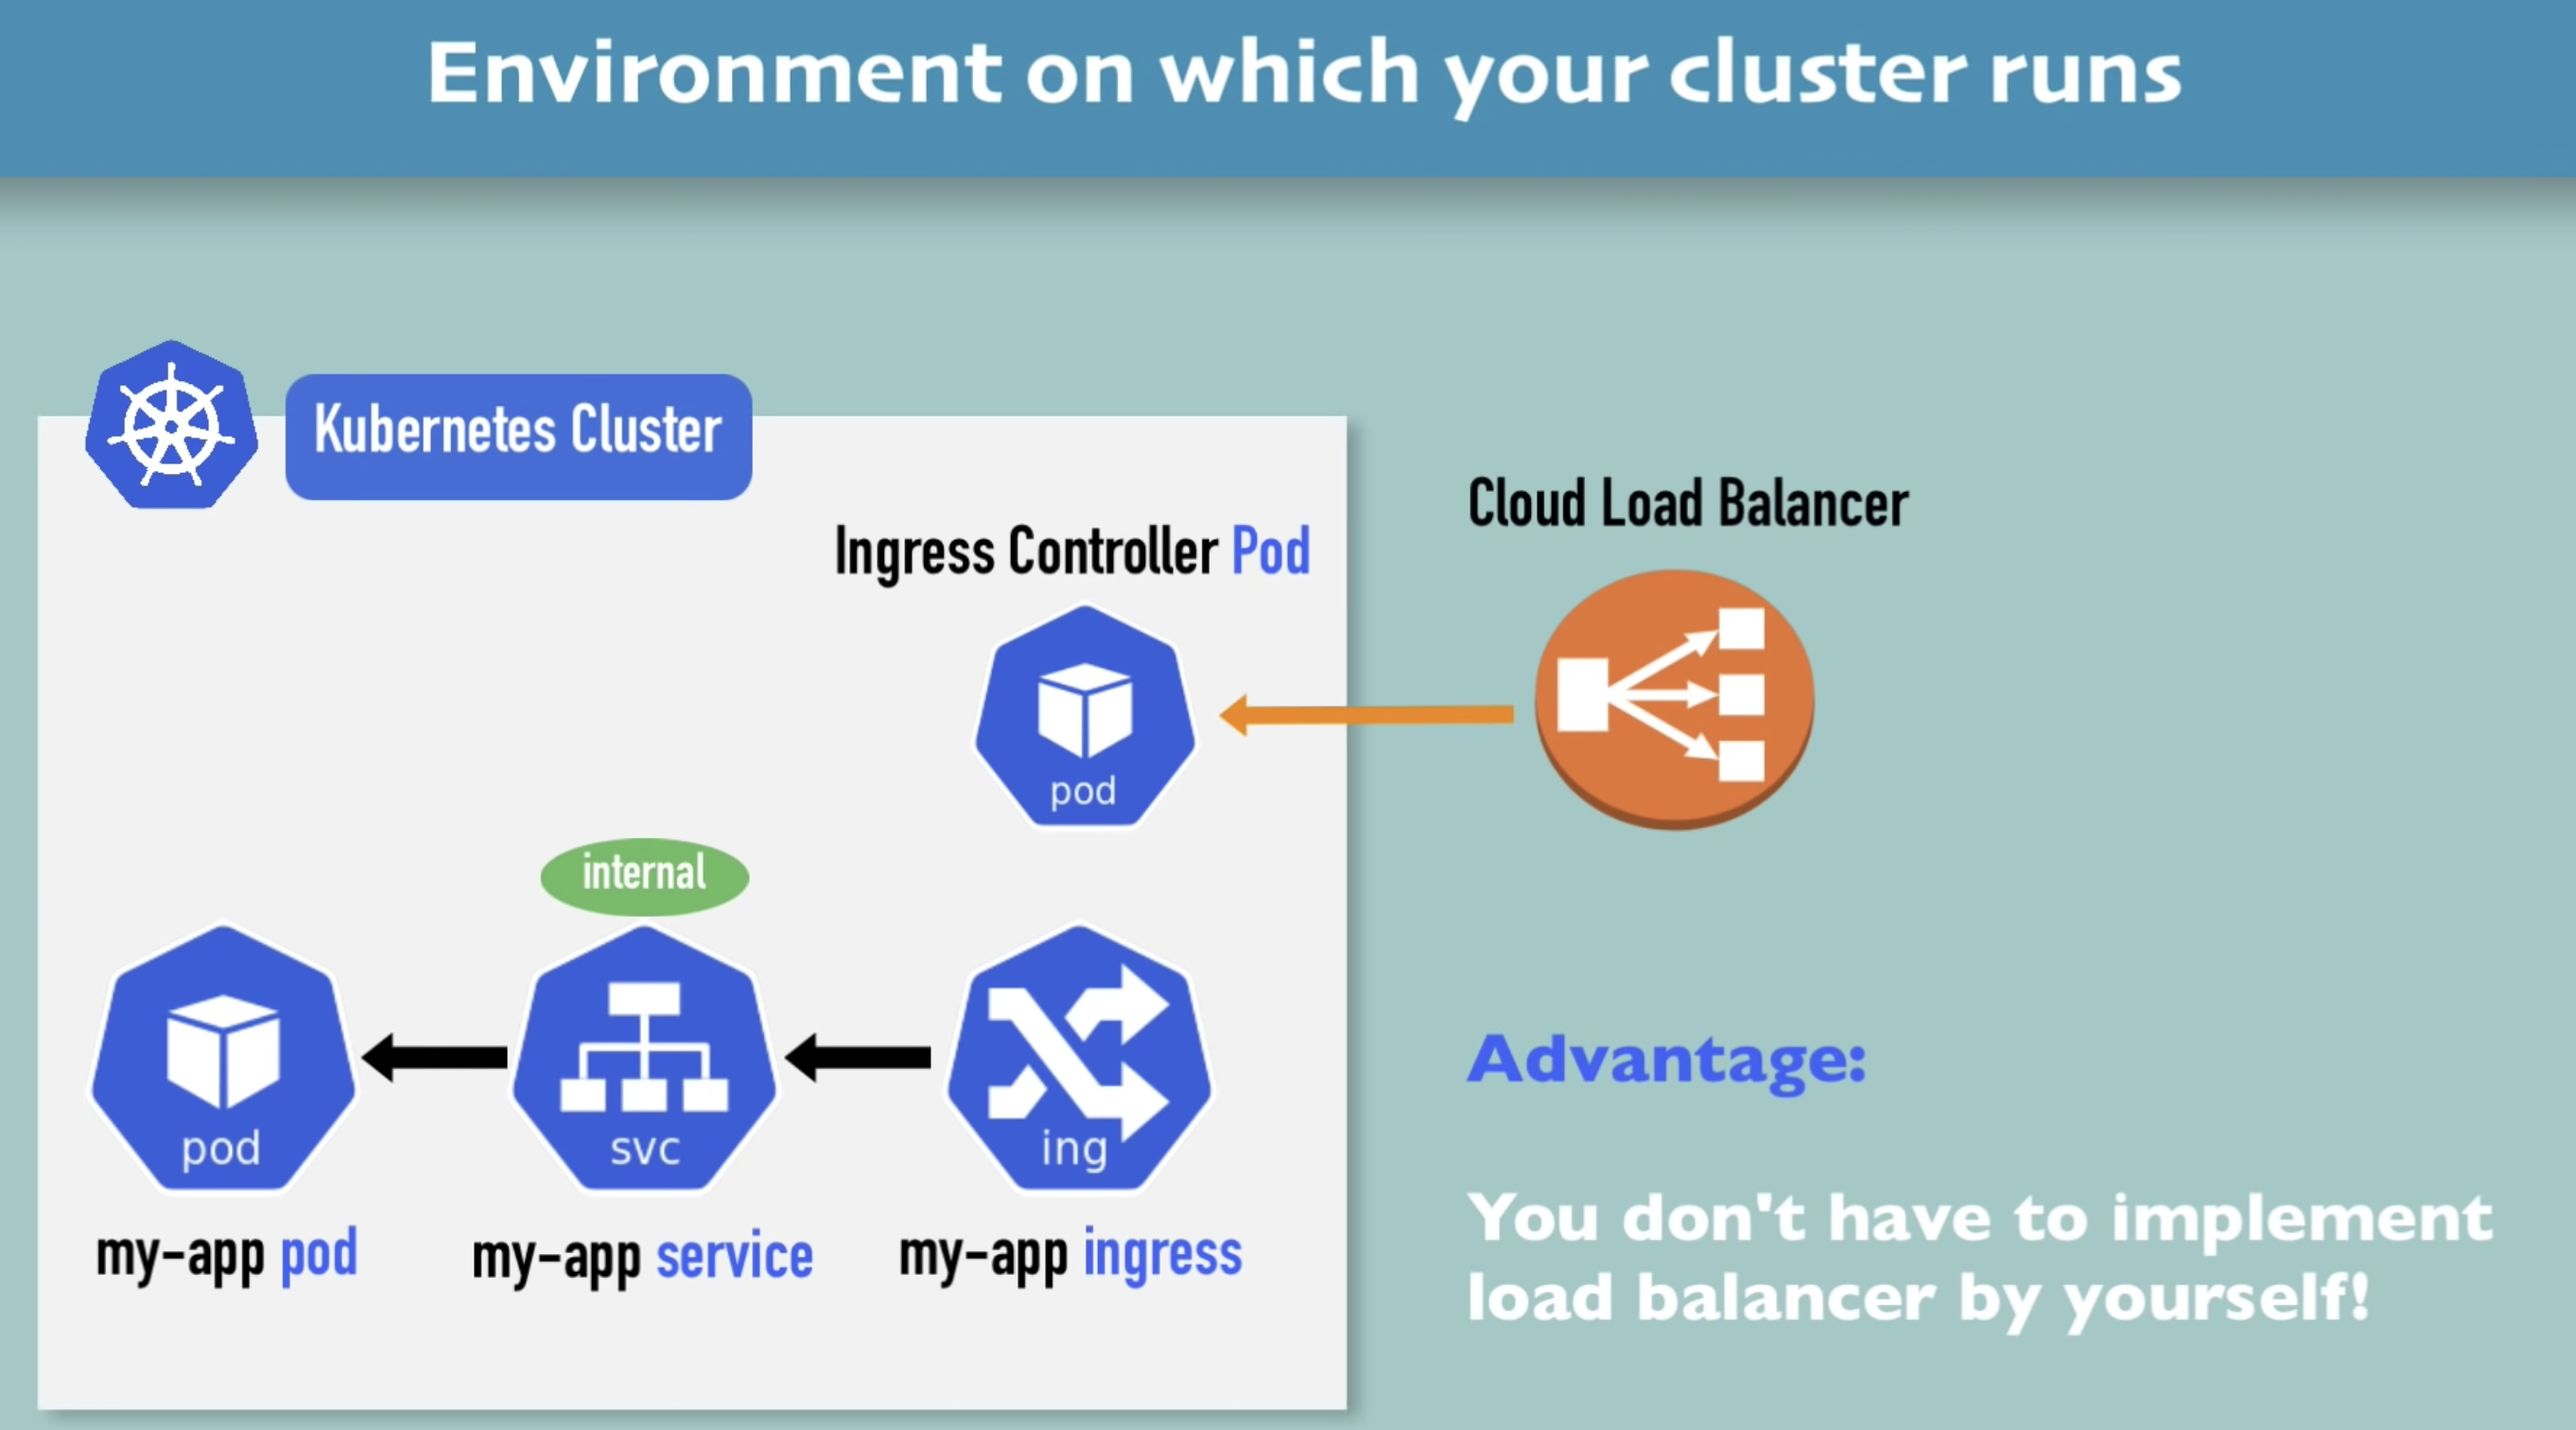 Environment on which your cluster runs
Kubernetes Cluster
Ingress Controller Pod
pod
Cloud Load Balancer
internal
pod
svc
ing
my-app pod
my-app service
my-app ingress
Advantage:
You don't have to implement
load balancer by yourself!